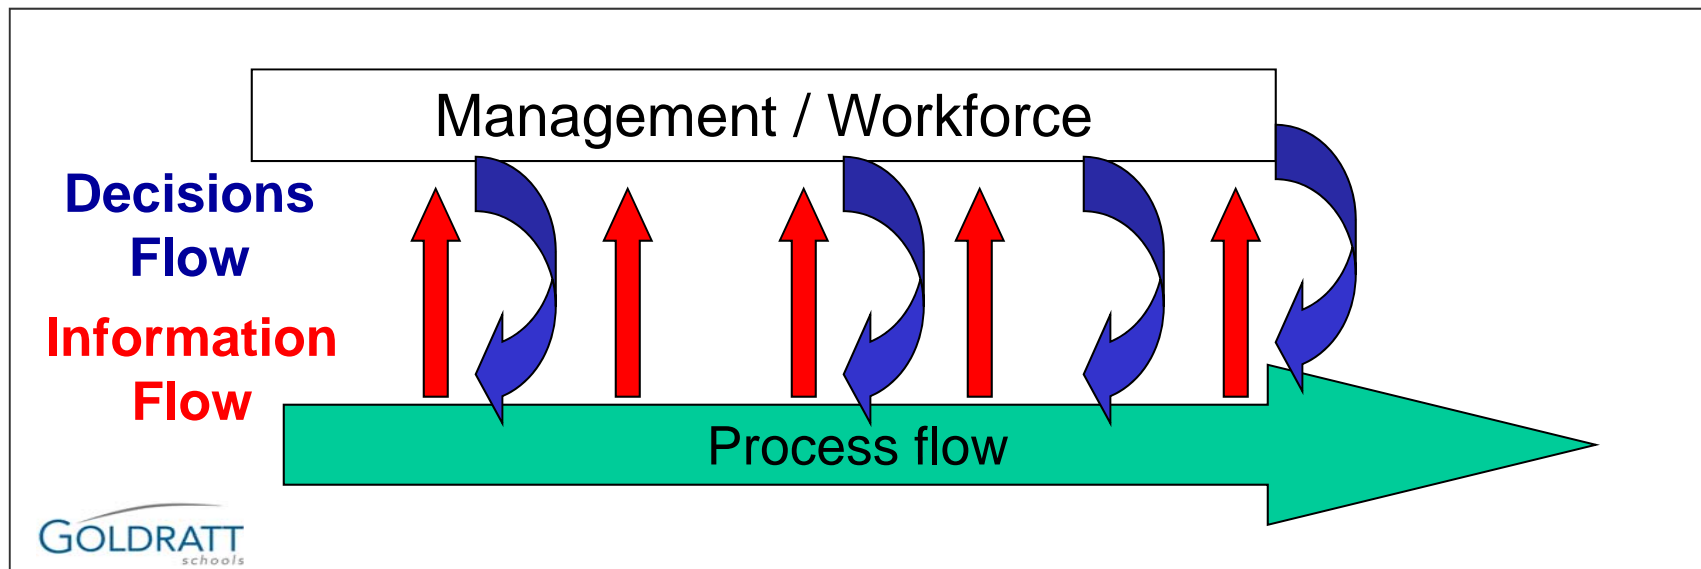 Management / Workforce
Decisions
Flow
Information
Flow
Process flow
GOLDRATT
schools